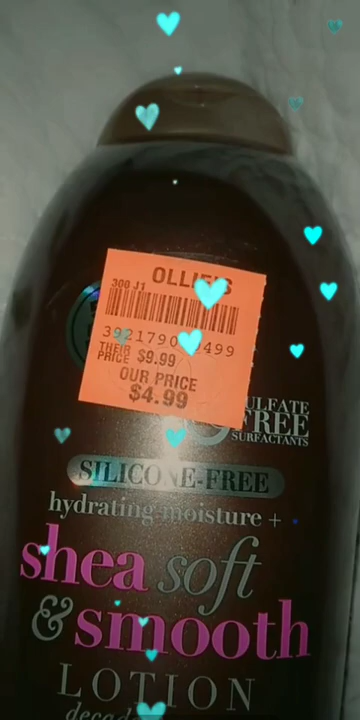 OLLIE'S
300 J1
THEIR
PRICE $9.99
OUR PRICE
$4.99
SULFATE
FREE
SURFACTANTS
SILICONE-FREE
hydrating moisture +
shea soft
& smooth
LOTION